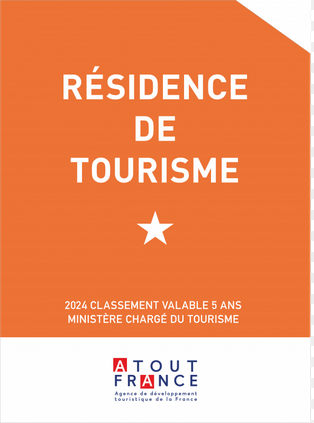 RÉSIDENCE
DE
TOURISME
2024 CLASSEMENT VALABLE 5 ANS
MINISTÈRE CHARGÉ DU TOURISME
ATOUT
FRANCE
Agence de développement
touristique de la France